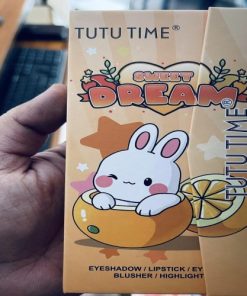 TUTU TIME®
SWEET
DREAM
TUTU TIME®
EYESHADOW / LIPSTICK / EY
BLUSHER / HIGHLIGHT